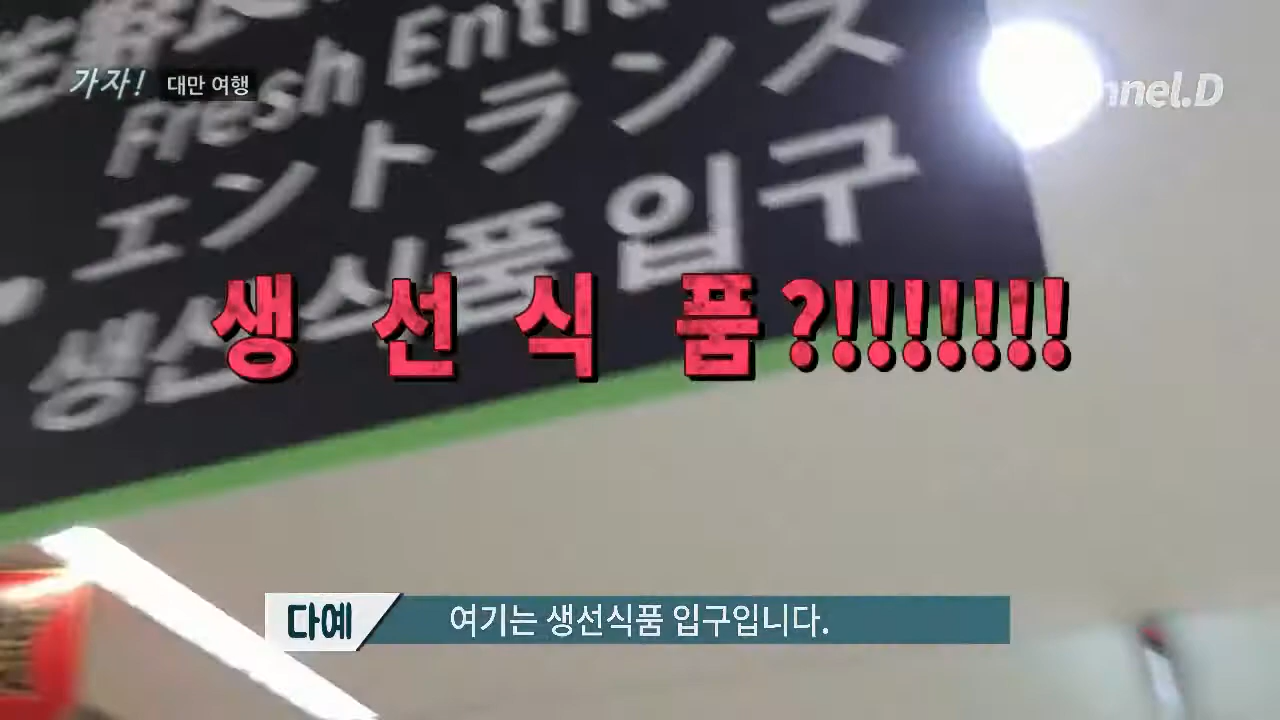 가자! 대만 여행
nnel.D
Fresh Entra
エントランス
생선식품 입구
생 선 식 품?!!!!!!!
다예 여기는 생선식품 입구입니다.